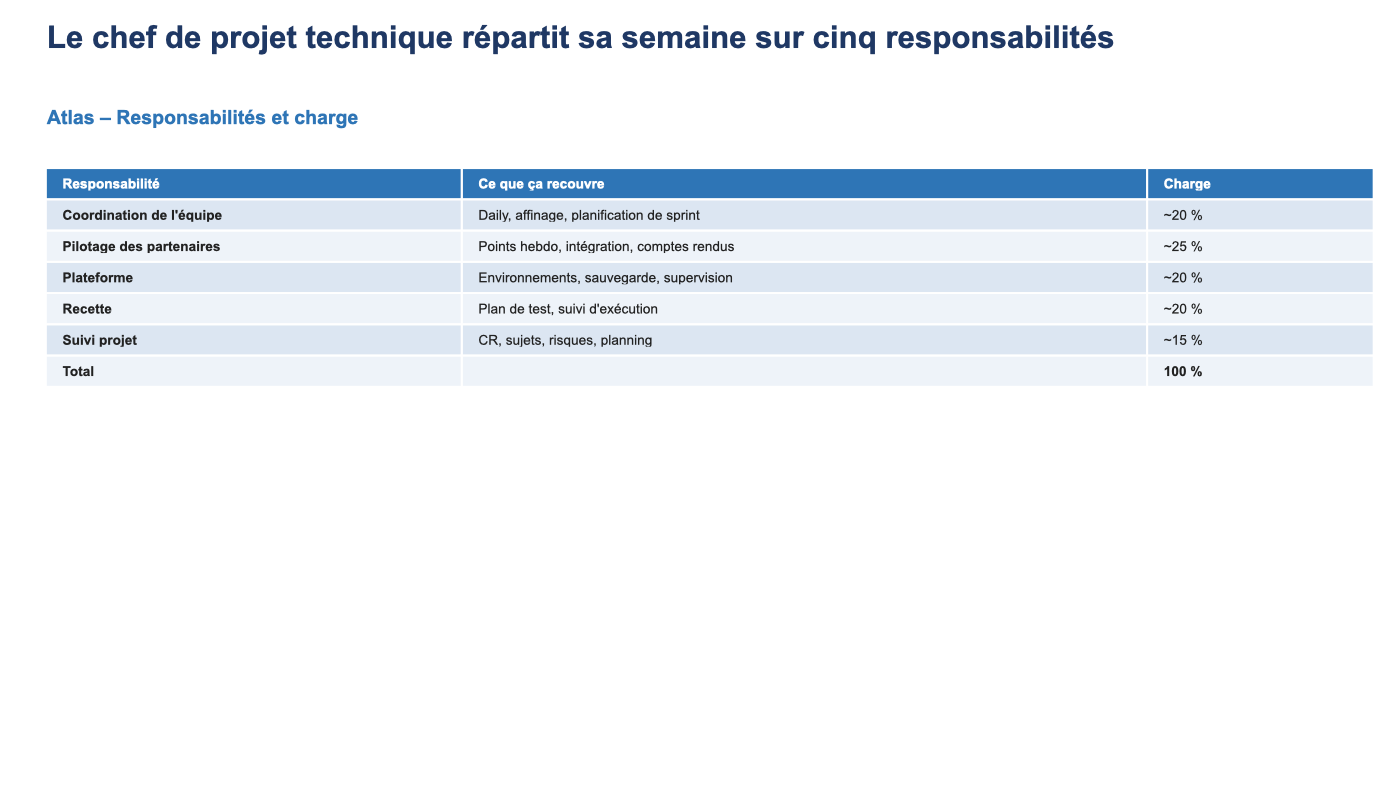 Le chef de projet technique répartit sa semaine sur cinq responsabilités
Atlas – Responsabilités et charge
Responsabilité Ce que ça recouvre Charge
Coordination de l'équipe Daily, affinage, planification de sprint ~20 %
Pilotage des partenaires Points hebdo, intégration, comptes rendus ~25 %
Plateforme Environnements, sauvegarde, supervision ~20 %
Recette Plan de test, suivi d'exécution ~20 %
Suivi projet CR, sujets, risques, planning ~15 %
Total 100 %